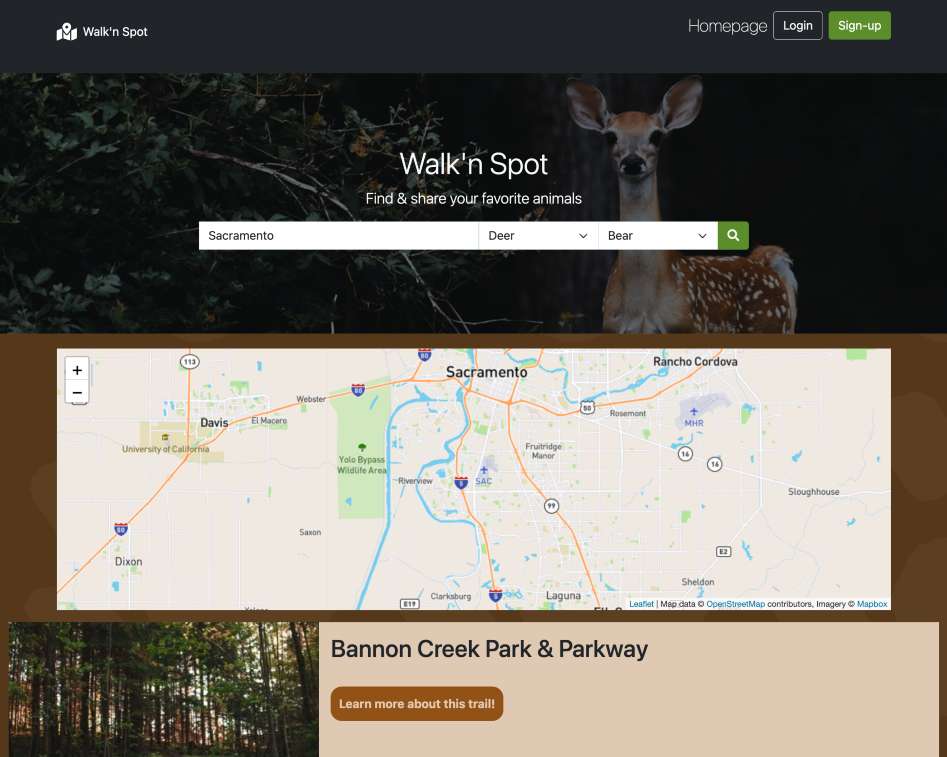 Walk'n Spot
Homepage
Login
Sign-up
Walk'n Spot
Find & share your favorite animals
Sacramento
Deer
Bear
+
−
113
80
80
Sacramento
Rancho Cordova
Webster
50
Rosemont
MHR
Davis
El Macero
University of California
Yolo Bypass
Wildlife Area
Fruitridge
Manor
16
16
Riverview
5
SAC
99
Sloughhouse
80
Saxon
E2
Dixon
Sheldon
Clarksburg
5
Laguna
E19
Leaflet | Map data © OpenStreetMap contributors, Imagery © Mapbox
Bannon Creek Park & Parkway
Learn more about this trail!